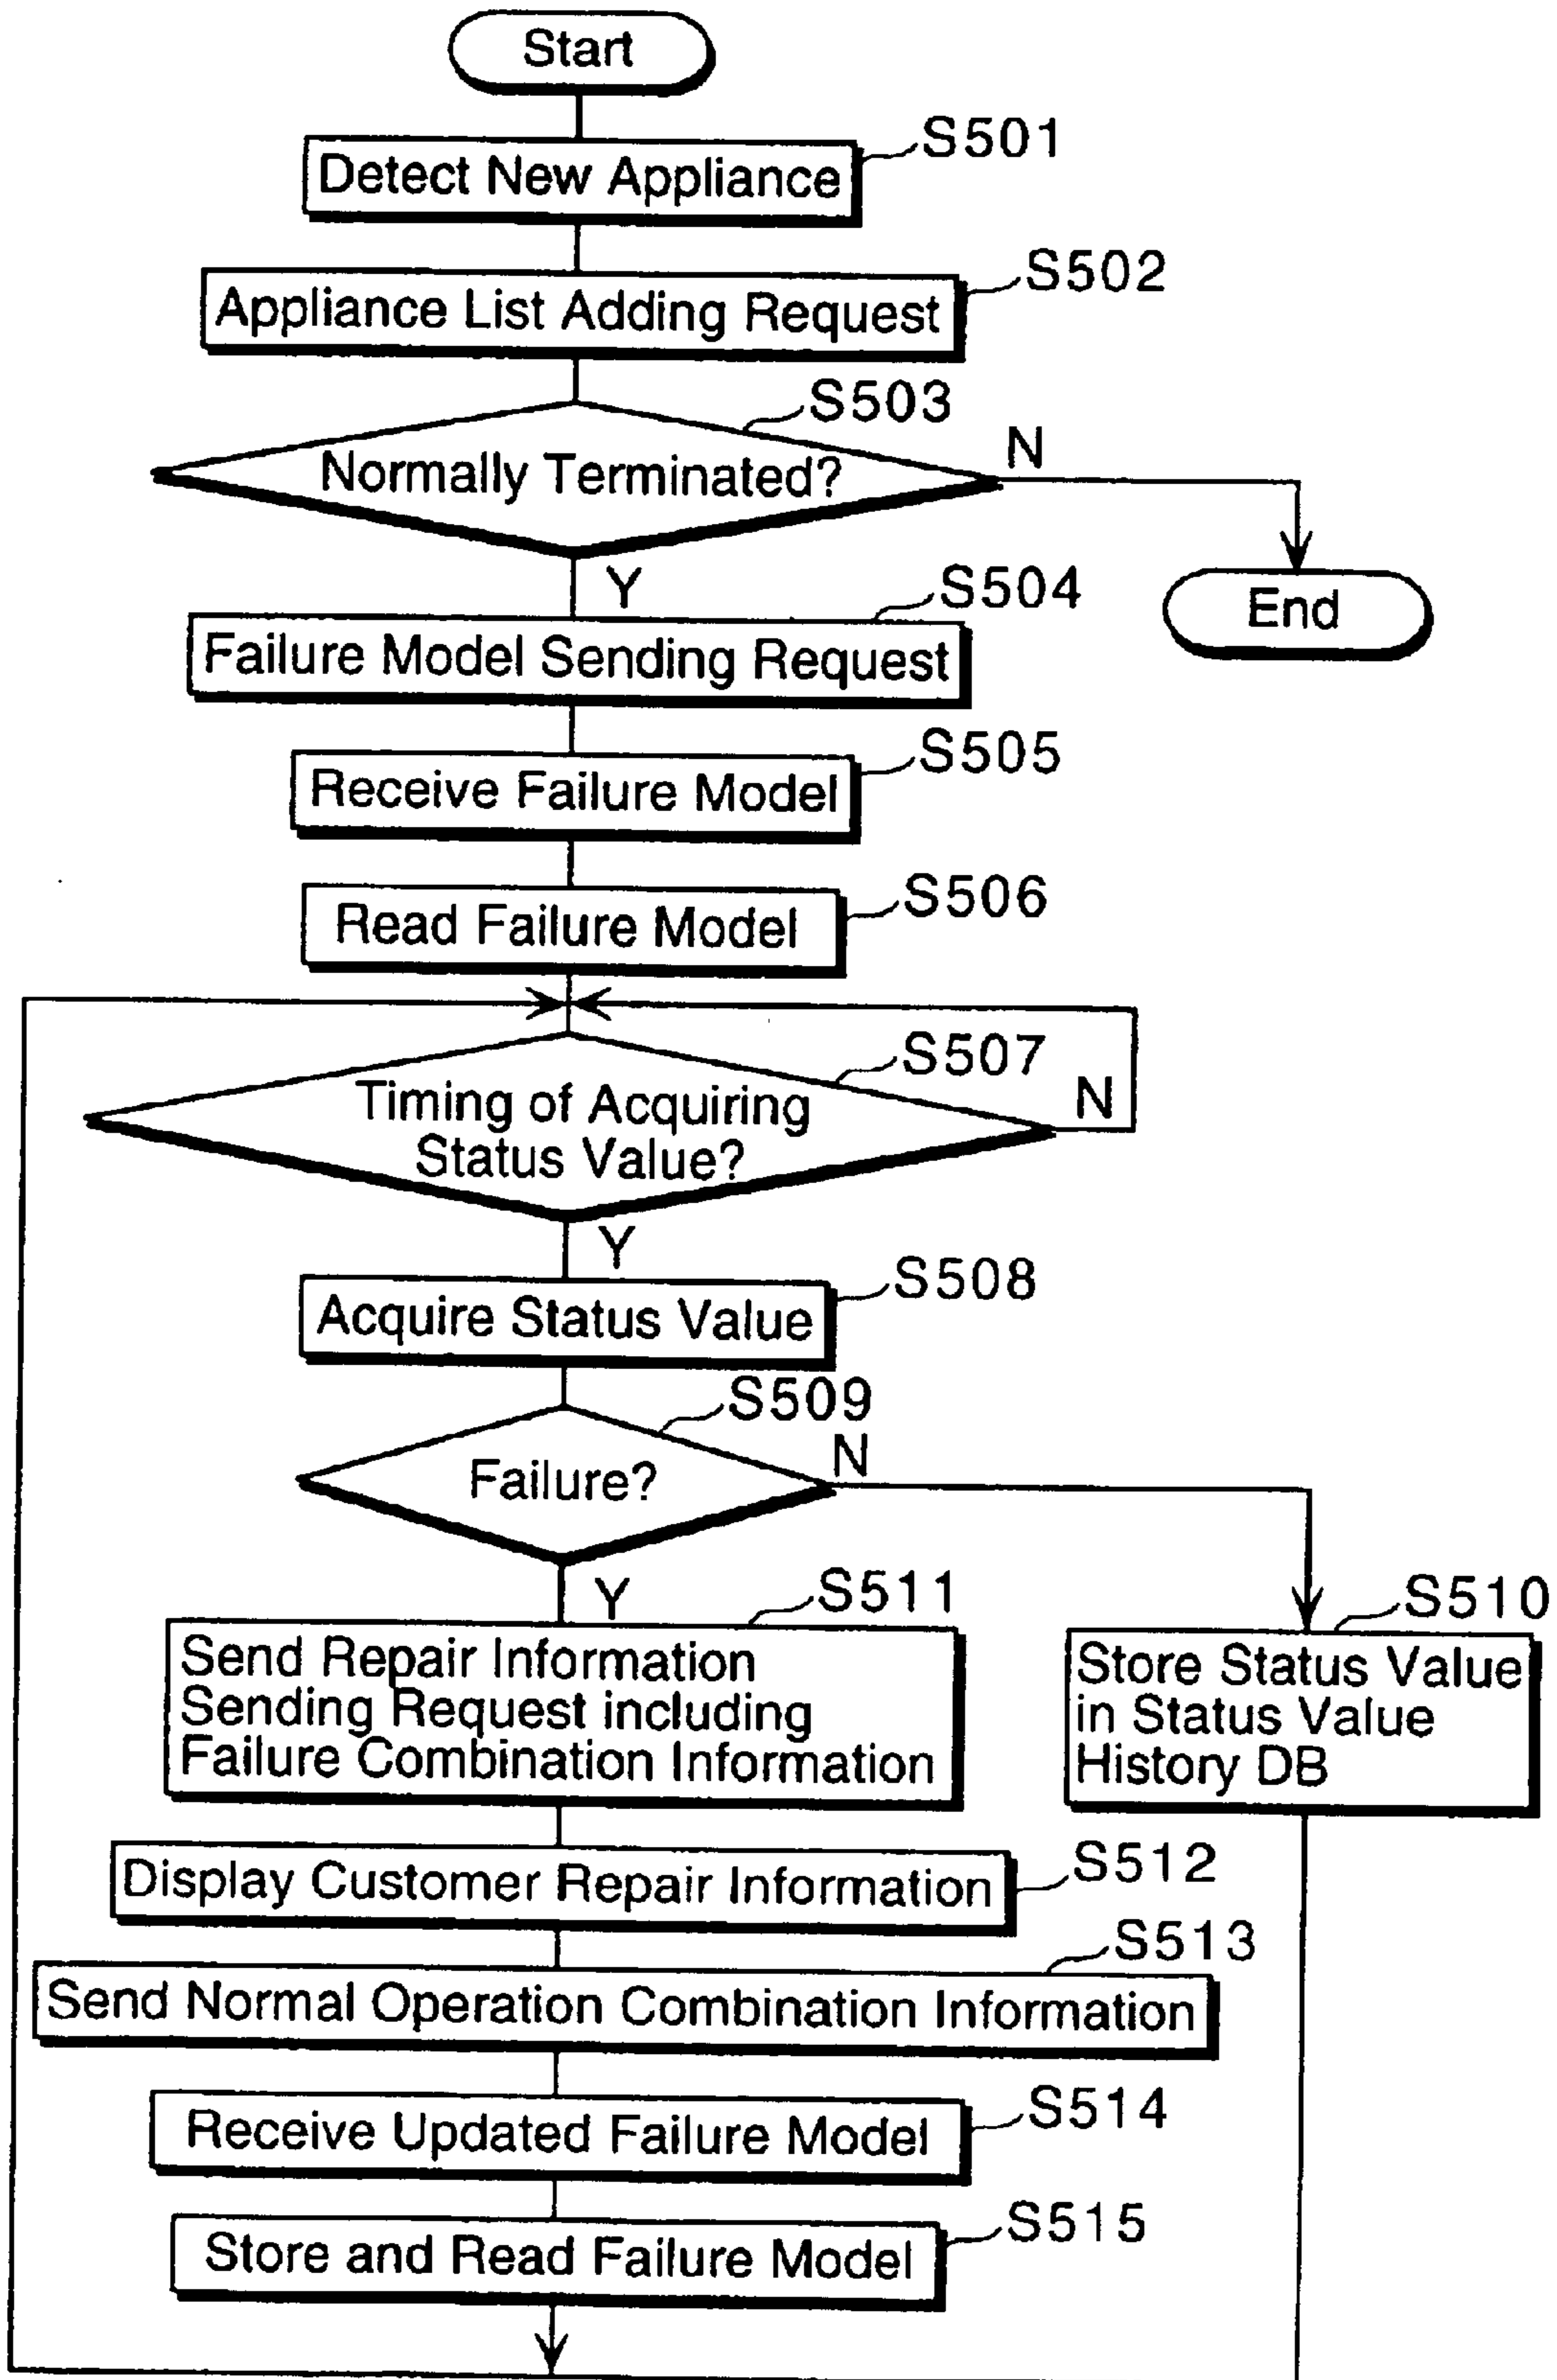 Start
S501
Detect New Appliance
S502
Appliance List Adding Request
S503
Normally Terminated?
N
End
Y
S504
Failure Model Sending Request
S505
Receive Failure Model
S506
Read Failure Model
S507
Timing of Acquiring
Status Value?
N
Y
S508
Acquire Status Value
S509
Failure?
N
Y
S511
Send Repair Information
Sending Request including
Failure Combination Information
S510
Store Status Value
in Status Value
History DB
S512
Display Customer Repair Information
S513
Send Normal Operation Combination Information
S514
Receive Updated Failure Model
S515
Store and Read Failure Model